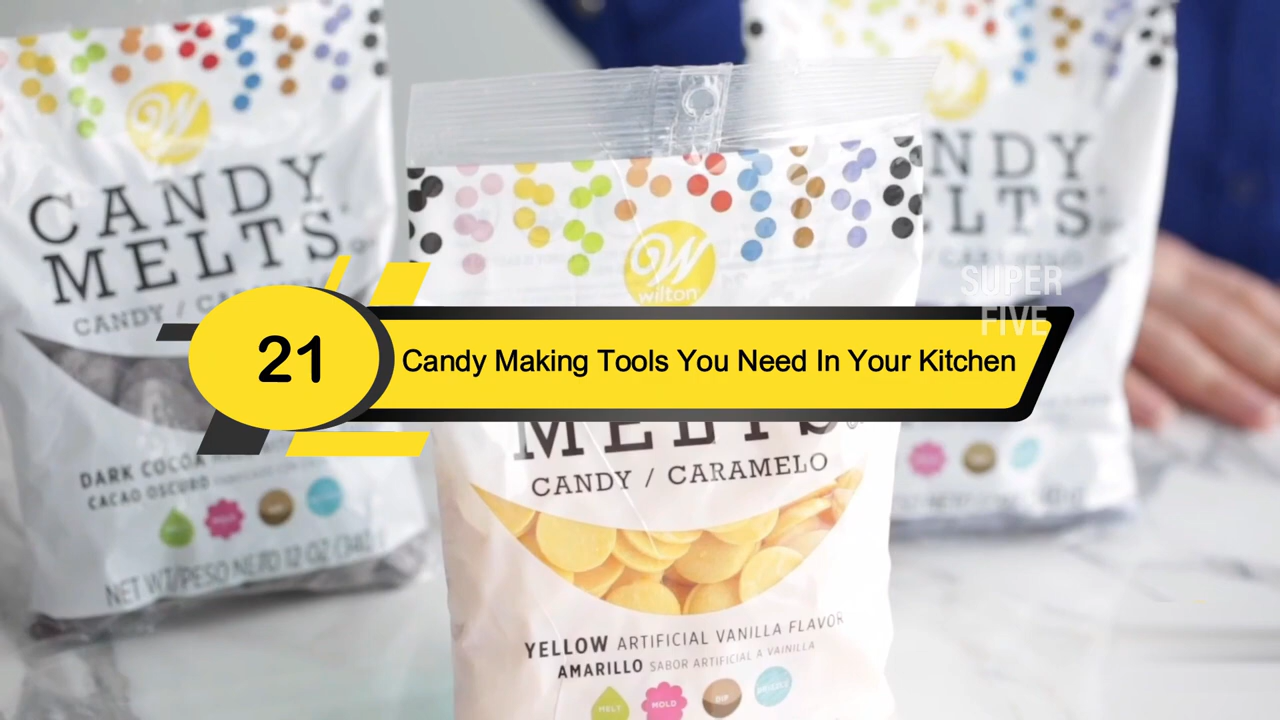 W
CANDY
MELTS
DARK COCOA
CACAO OSCURO
NET WT/PESO NETO 12 OZ (340
W
wilton
MELTS
CANDY / CARAMELO
YELLOW ARTIFICIAL VANILLA FLAVOR
AMARILLO SABOR ARTIFICIAL A VAINILLA
MELT
MOLD
DIP
DRIZZLE
NDY
ELTS
SUPER
FIVE
21
Candy Making Tools You Need In Your Kitchen